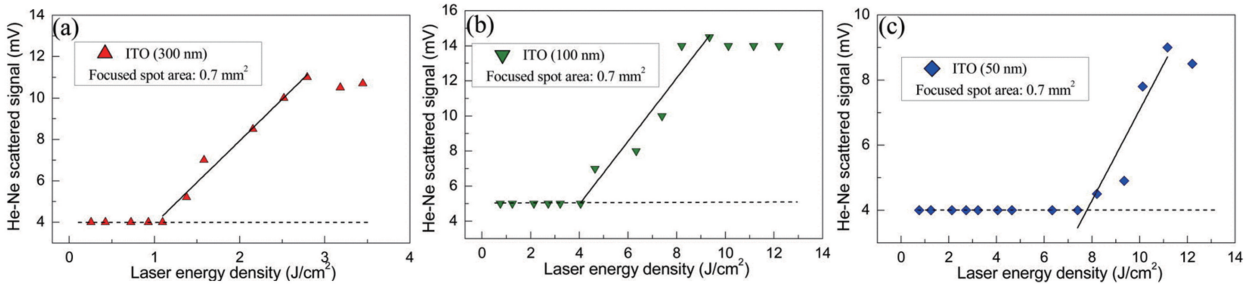 (a)
ITO (300 nm)
Focused spot area: 0.7 mm²
He-Ne scattered signal (mV)
14
12
10
8
6
4
0 1 2 3 4
Laser energy density (J/cm²)
(b)
ITO (100 nm)
Focused spot area: 0.7 mm²
He-Ne scattered signal (mV)
16
14
12
10
8
6
4
0 2 4 6 8 10 12 14
Laser energy density (J/cm²)
(c)
ITO (50 nm)
Focused spot area: 0.7 mm²
He-Ne scattered signal (mV)
10
8
6
4
0 2 4 6 8 10 12 14
Laser energy density (J/cm²)